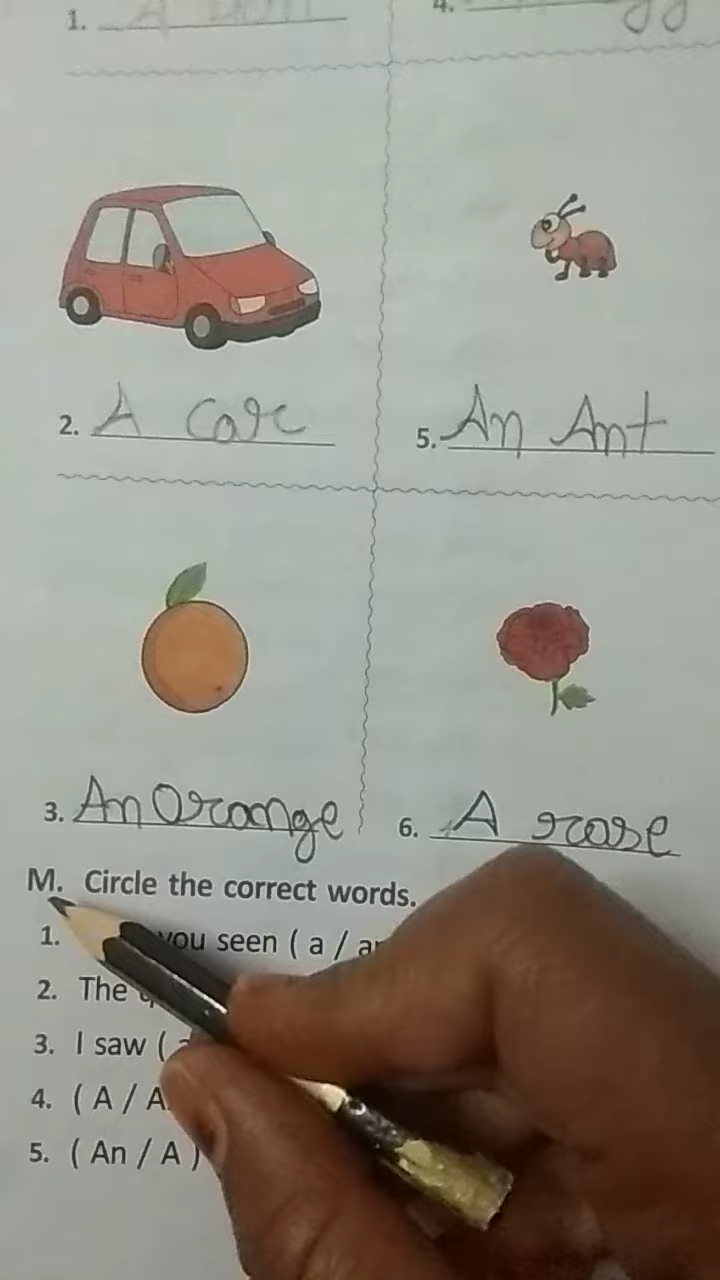 1. A
4.
2. A Car
5. An Ant
3. An Orange
6. A rose
M. Circle the correct words.
1. you seen ( a /
2. The
3. I saw (
4. ( A /
5. ( An / A )